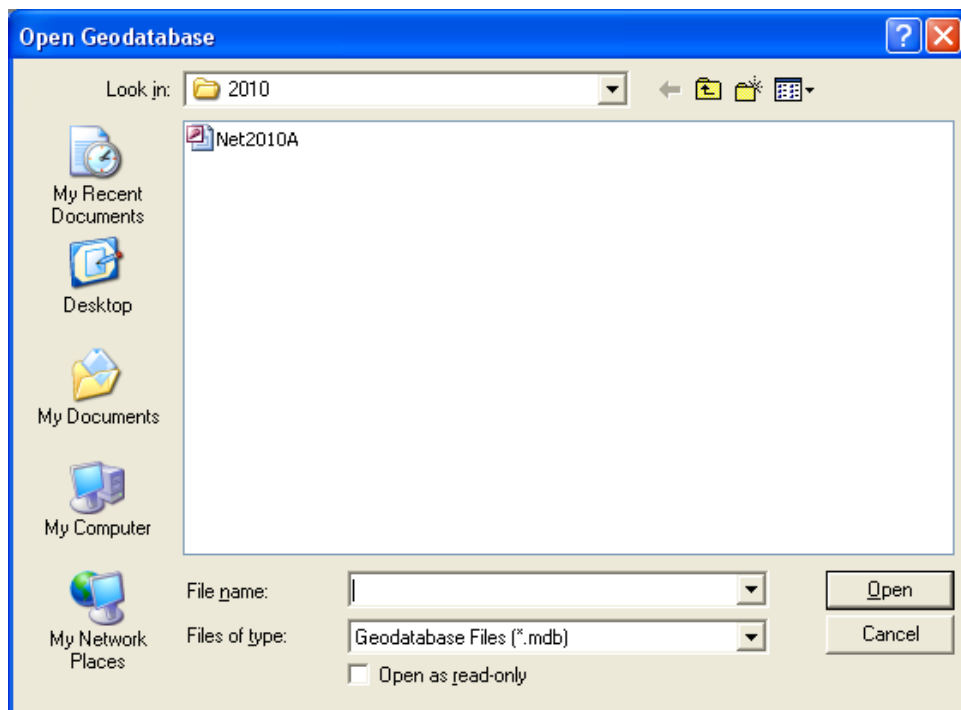 Open Geodatabase
Look in: 2010
Net2010A
My Recent
Documents
Desktop
My Documents
My Computer
My Network
Places
File name:
Open
Files of type: Geodatabase Files (*.mdb)
Cancel
Open as read-only